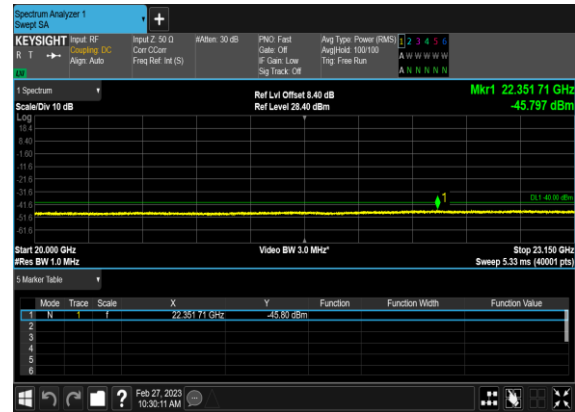 Spectrum Analyzer 1
Swept SA
KEYSIGHT Input: RF Input Z: 50 Ω #Atten: 30 dB PNO: Fast Avg Type: Power (RMS) 1 2 3 4 5 6
R T Coupling: DC Corr CCorr Gate: Off Avg|Hold: 100/100 A W W W W W
Align: Auto Freq Ref: Int (S) IF Gain: Low Trig: Free Run
Sig Track: Off A N N N N N
1 Spectrum Ref Lvl Offset 8.40 dB Mkr1 22.351 71 GHz
Scale/Div 10 dB Ref Level 28.40 dBm -45.797 dBm
Log
18.4
8.40
-1.60
-11.6
-21.6
-31.6 1
DL1 -40.00 dBm
-41.6
-51.6
-61.6
Start 20.000 GHz Video BW 3.0 MHz* Stop 23.150 GHz
#Res BW 1.0 MHz Sweep 5.33 ms (40001 pts)
5 Marker Table
Mode Trace Scale X Y Function Function Width Function Value
1 N 1 f 22.351 71 GHz -45.80 dBm
2
3
4
5
6
? Feb 27, 2023
10:30:11 AM